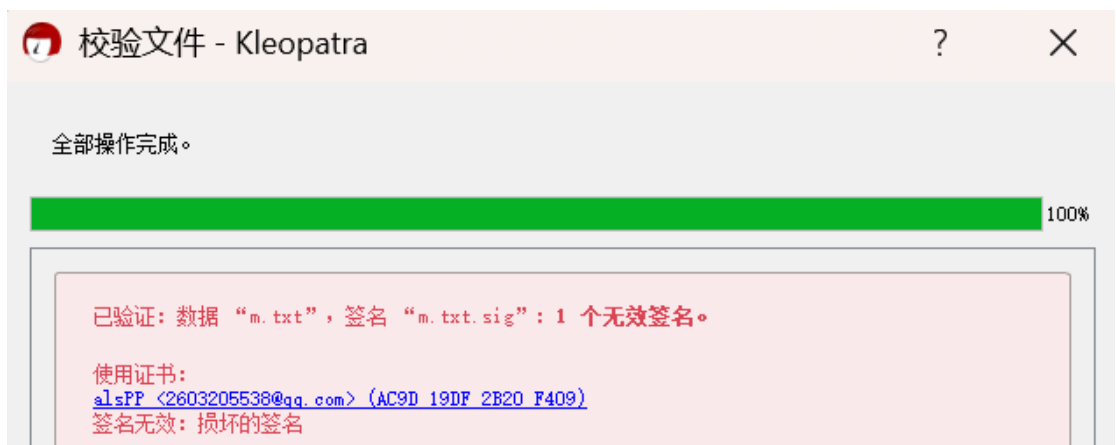 校验文件 - Kleopatra ? ×
全部操作完成。
100%
已验证：数据 “m.txt”，签名 “m.txt.sig”：1 个无效签名。
使用证书：
alsPP <2603205538@qq.com> (AC9D 19DF 2B20 F409)
签名无效：损坏的签名